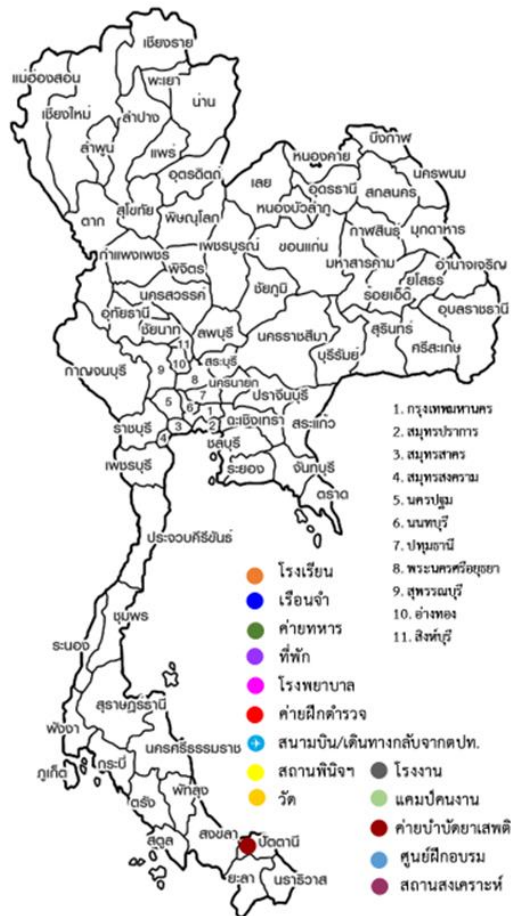 เชียงราย
แม่ฮ่องสอน
พะเยา
น่าน
เชียงใหม่
ลำปาง
ลำพูน
แพร่
อุตรดิตถ์
บึงกาฬ
หนองคาย
นครพนม
เลย
อุดรธานี
สกลนคร
หนองบัวลำภู
ตาก
สุโขทัย
พิษณุโลก
เพชรบูรณ์
ขอนแก่น
กาฬสินธุ์
มุกดาหาร
กำแพงเพชร
พิจิตร
มหาสารคาม
ยโสธร
อำนาจเจริญ
ชัยภูมิ
ร้อยเอ็ด
นครสวรรค์
อุทัยธานี
ชัยนาท
ลพบุรี
นครราชสีมา
บุรีรัมย์
สุรินทร์
ศรีสะเกษ
อุบลราชธานี
11
10
9
สระบุรี
กาญจนบุรี
8
นครนายก
ปราจีนบุรี
7
5
6
1
ฉะเชิงเทรา
สระแก้ว
ราชบุรี
3
2
4
ชลบุรี
เพชรบุรี
ระยอง
จันทบุรี
ตราด
1. กรุงเทพมหานคร
2. สมุทรปราการ
3. สมุทรสาคร
4. สมุทรสงคราม
5. นครปฐม
6. นนทบุรี
7. ปทุมธานี
8. พระนครศรีอยุธยา
9. สุพรรณบุรี
10. อ่างทอง
11. สิงห์บุรี
ประจวบคีรีขันธ์
ชุมพร
ระนอง
สุราษฎร์ธานี
พังงา
นครศรีธรรมราช
ภูเก็ต
กระบี่
ตรัง
พัทลุง
สตูล
สงขลา
ปัตตานี
ยะลา
นราธิวาส
โรงเรียน
เรือนจำ
ค่ายทหาร
ที่พัก
โรงพยาบาล
ค่ายฝึกตำรวจ
สนามบิน/เดินทางกลับจากตปท.
สถานพินิจฯ
วัด
โรงงาน
แคมป์คนงาน
ค่ายบำบัดยาเสพติ
ศูนย์ฝึกอบรม
สถานสงเคราะห์